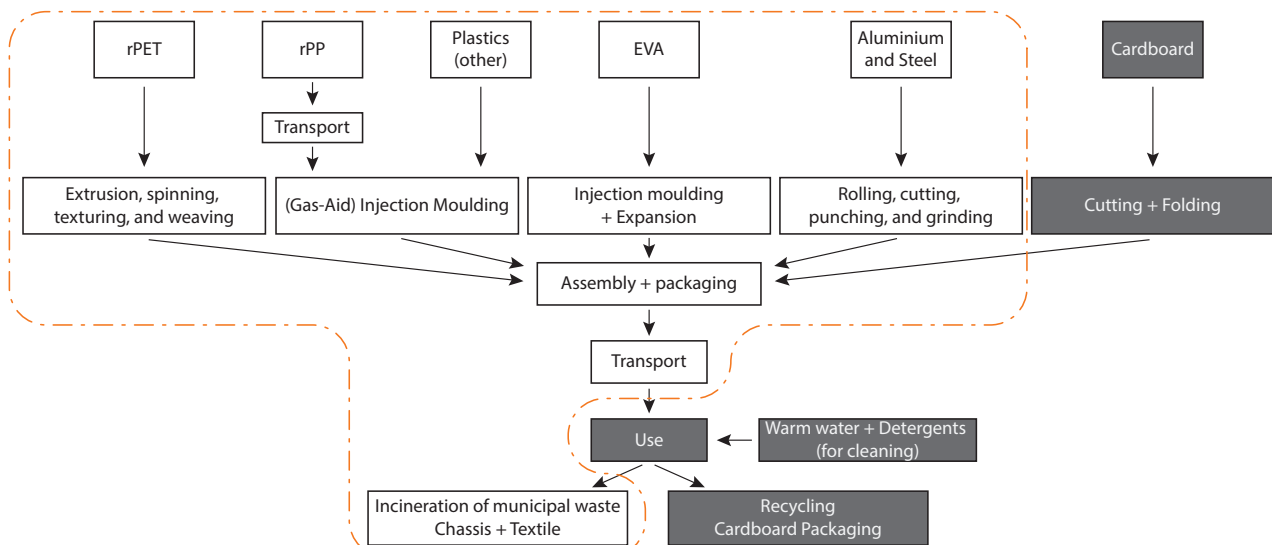 rPET
rPP
Plastics
(other)
EVA
Aluminium
and Steel
Cardboard
Transport
Extrusion, spinning,
texturing, and weaving
(Gas-Aid) Injection Moulding
Injection moulding
+ Expansion
Rolling, cutting,
punching, and grinding
Cutting + Folding
Assembly + packaging
Transport
Use
Warm water + Detergents
(for cleaning)
Incineration of municipal waste
Chassis + Textile
Recycling
Cardboard Packaging